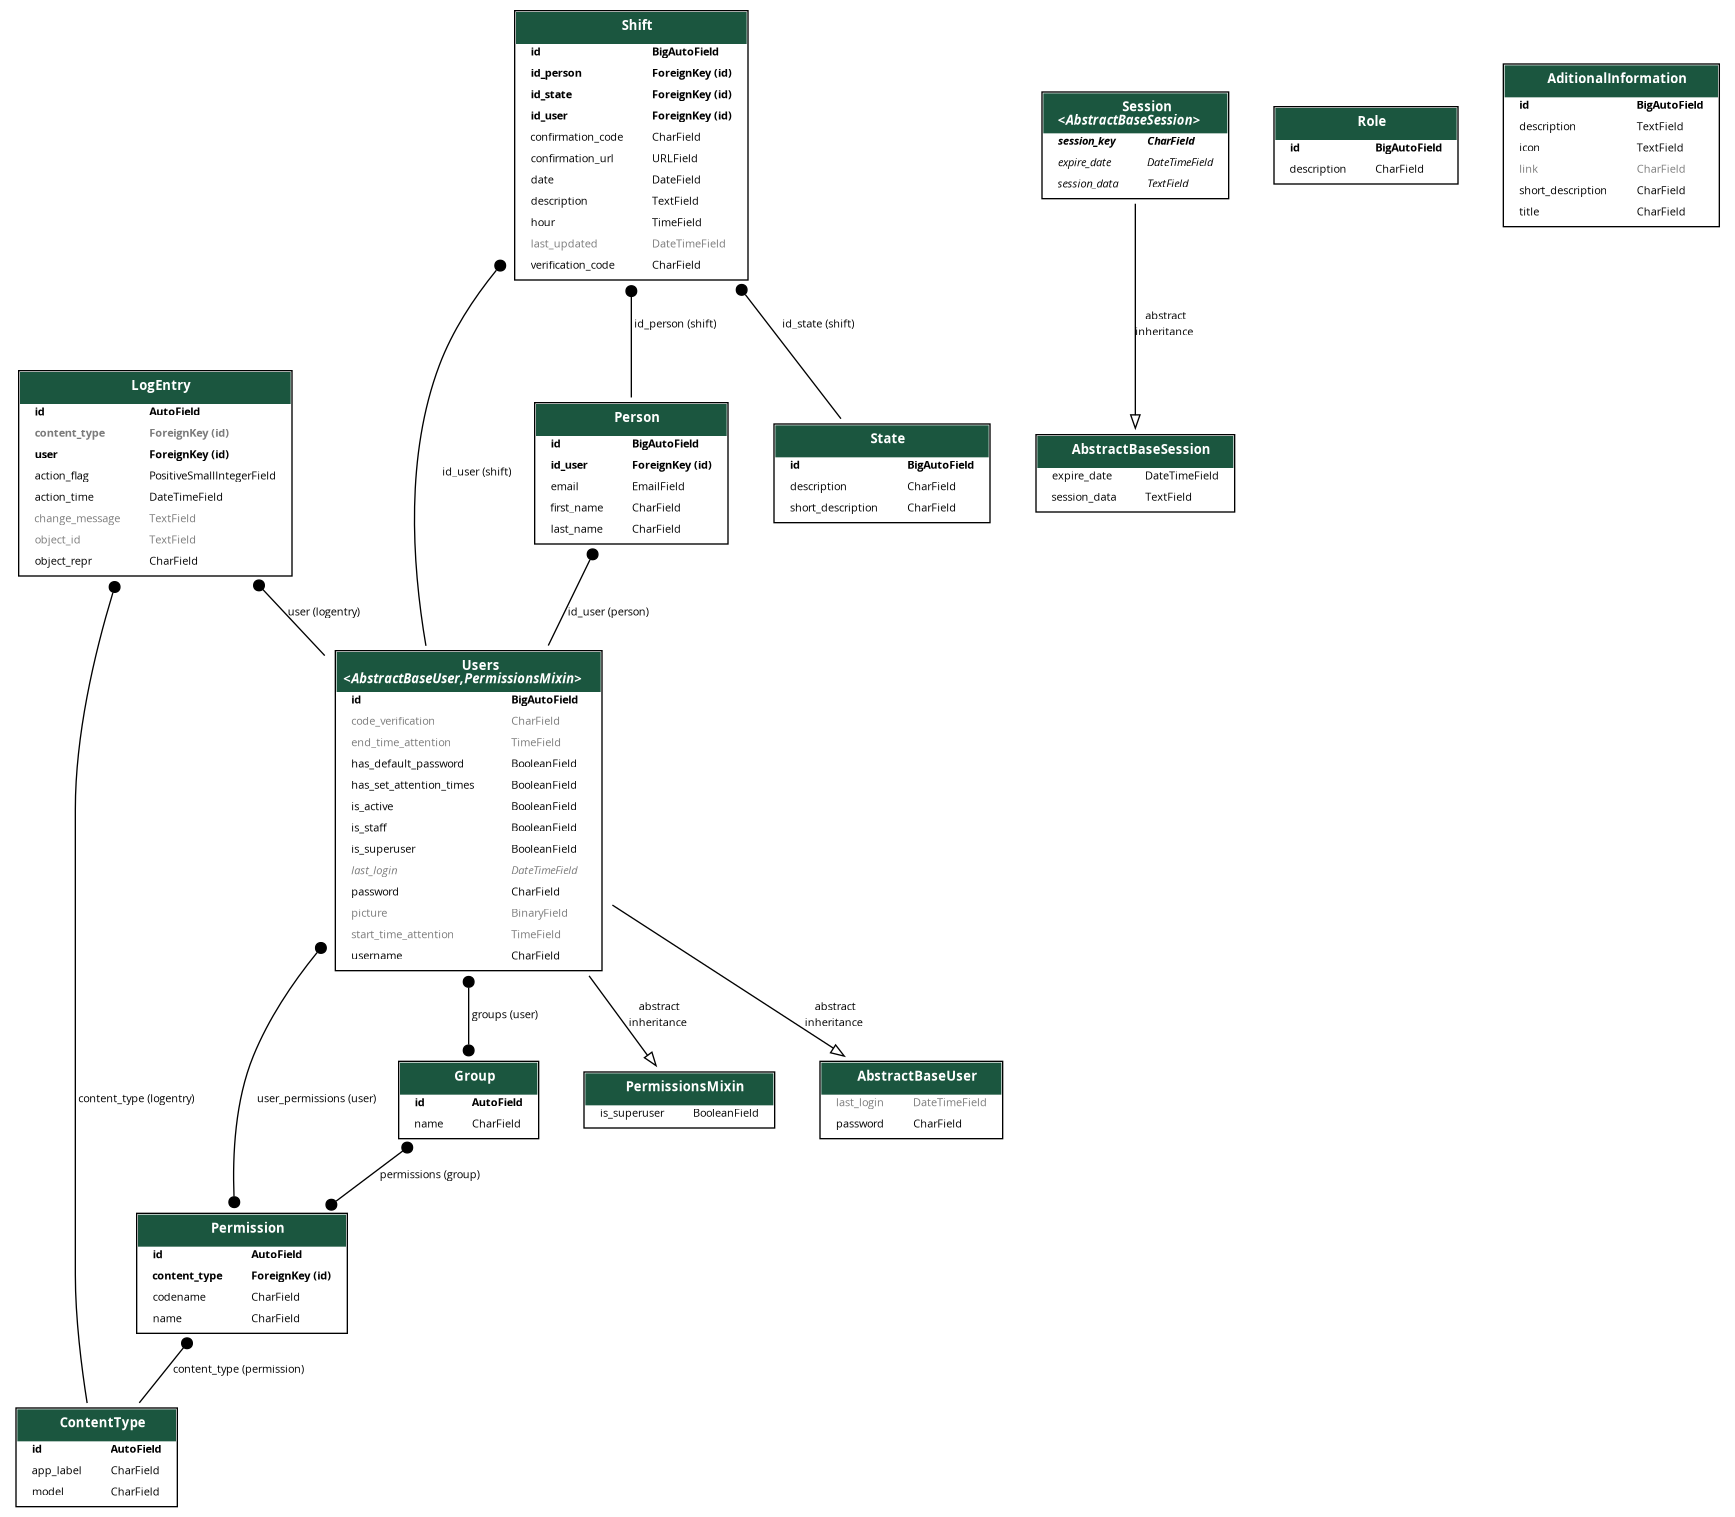 Shift
id BigAutoField
id_person ForeignKey (id)
id_state ForeignKey (id)
id_user ForeignKey (id)
confirmation_code CharField
confirmation_url URLField
date DateField
description TextField
hour TimeField
last_updated DateTimeField
verification_code CharField
Session
<AbstractBaseSession>
session_key CharField
expire_date DateTimeField
session_data TextField
Role
id BigAutoField
description CharField
AditionalInformation
id BigAutoField
description TextField
icon TextField
link CharField
short_description CharField
title CharField
id_person (shift)
id_state (shift)
abstract
inheritance
LogEntry
id AutoField
content_type ForeignKey (id)
user ForeignKey (id)
action_flag PositiveSmallIntegerField
action_time DateTimeField
change_message TextField
object_id TextField
object_repr CharField
id_user (shift)
Person
id BigAutoField
id_user ForeignKey (id)
email EmailField
first_name CharField
last_name CharField
State
id BigAutoField
description CharField
short_description CharField
AbstractBaseSession
expire_date DateTimeField
session_data TextField
user (logentry)
id_user (person)
Users
<AbstractBaseUser,PermissionsMixin>
id BigAutoField
code_verification CharField
end_time_attention TimeField
has_default_password BooleanField
has_set_attention_times BooleanField
is_active BooleanField
is_staff BooleanField
is_superuser BooleanField
last_login DateTimeField
password CharField
picture BinaryField
start_time_attention TimeField
username CharField
groups (user)
abstract
inheritance
abstract
inheritance
content_type (logentry)
user_permissions (user)
Group
id AutoField
name CharField
PermissionsMixin
is_superuser BooleanField
AbstractBaseUser
last_login DateTimeField
password CharField
permissions (group)
Permission
id AutoField
content_type ForeignKey (id)
codename CharField
name CharField
content_type (permission)
ContentType
id AutoField
app_label CharField
model CharField